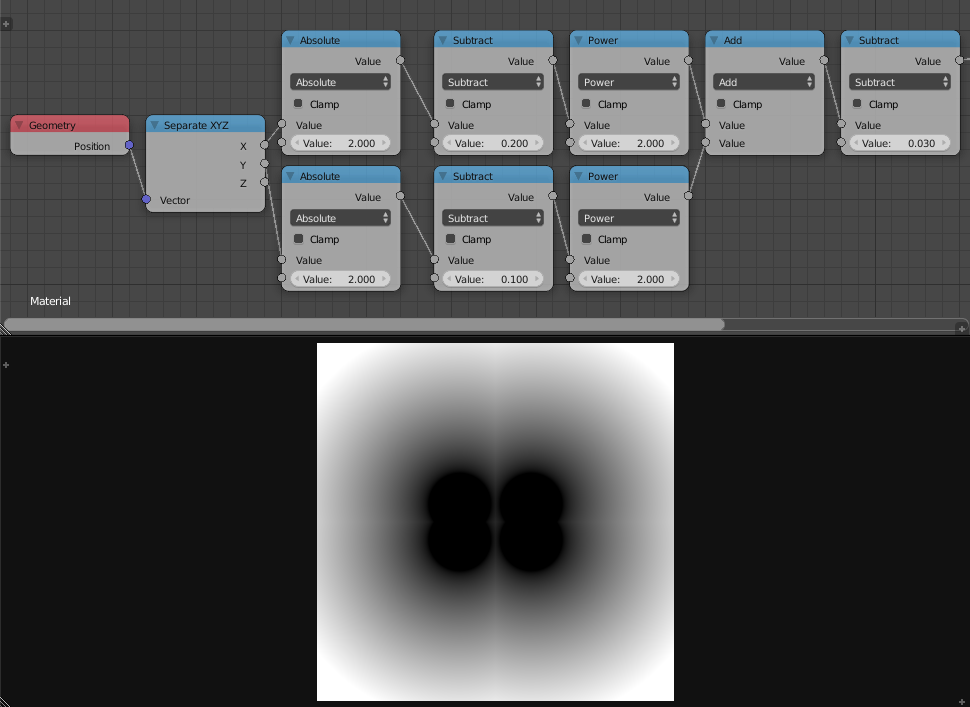 Absolute
Value
Absolute
Clamp
Value
Value: 2.000
Subtract
Value
Subtract
Clamp
Value
Value: 0.200
Power
Value
Power
Clamp
Value
Value: 2.000
Add
Value
Add
Clamp
Value
Value
Subtract
Value
Subtract
Clamp
Value
Value: 0.030
Geometry
Position
Separate XYZ
X
Y
Z
Vector
Absolute
Value
Absolute
Clamp
Value
Value: 2.000
Subtract
Value
Subtract
Clamp
Value
Value: 0.100
Power
Value
Power
Clamp
Value
Value: 2.000
Material